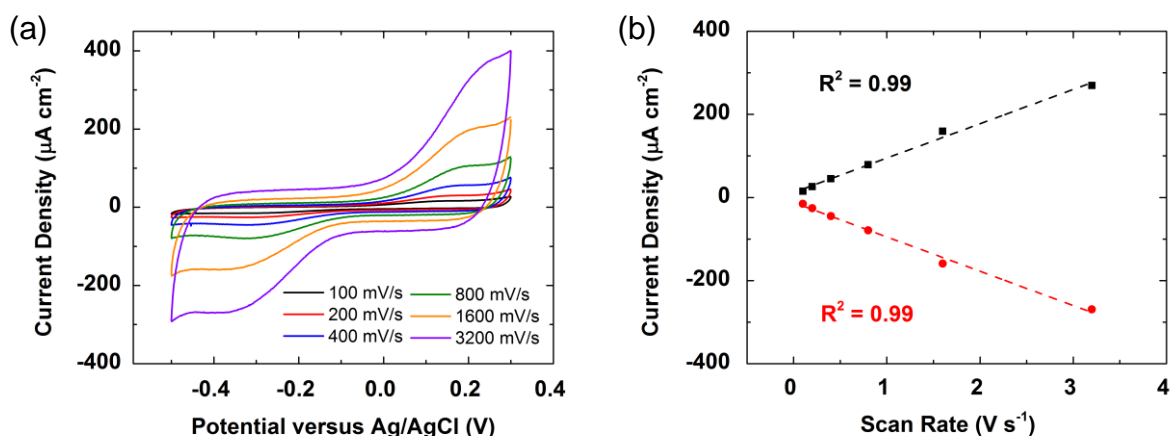 (a)
400
200
0
-200
-400
Current Density (µA cm⁻²)
100 mV/s
200 mV/s
400 mV/s
800 mV/s
1600 mV/s
3200 mV/s
-0.4
-0.2
0.0
0.2
0.4
Potential versus Ag/AgCl (V)
(b)
400
200
0
-200
-400
Current Density (µA cm⁻²)
R² = 0.99
R² = 0.99
0
1
2
3
4
Scan Rate (V s⁻¹)